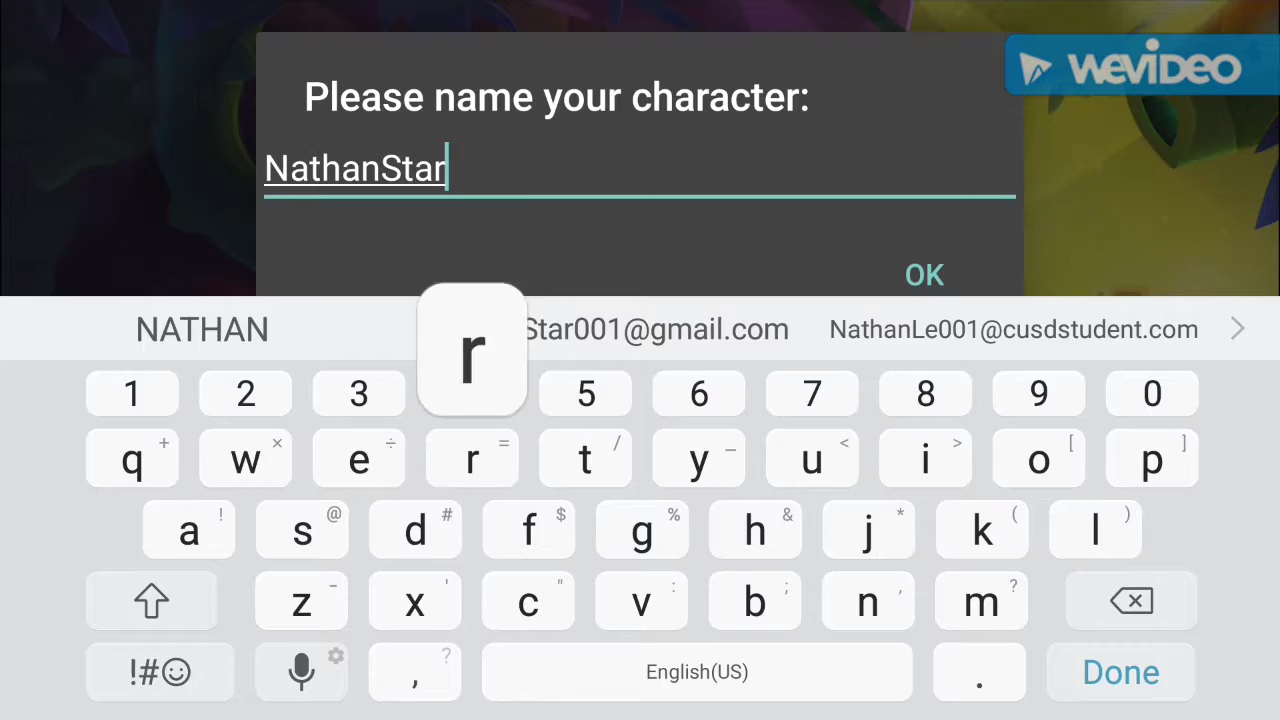 Please name your character:
WEVIDEO
NathanStar
OK
NATHAN
Star001@gmail.com
NathanLe001@cusdstudent.com
r
1 2 3 5 6 7 8 9 0
q + w × e ÷ r = t / y _ u < i > o [ p ]
a ! s @ d # f $ g % h & j * k ( l )
z - x ' c " v : b ; n , m ?
!#☺ , ? English(US) . Done